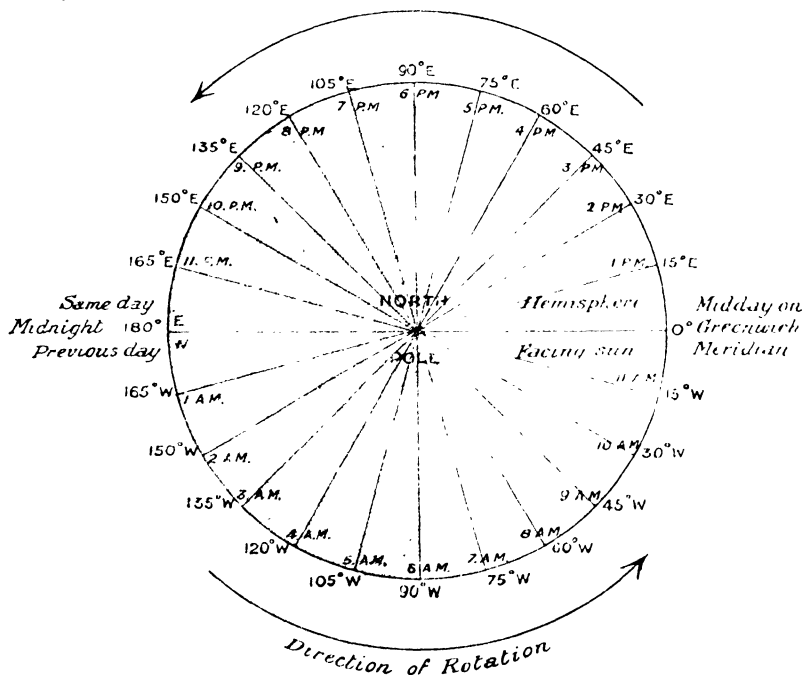 90°E
105°E
75°E
6 PM
7 P.M
5 P.M.
120°E
60°E
8 P.M
4 PM
135°E
45°E
9. P.M.
3 PM
150°E
30°E
10. P.M.
2 PM
165°E
11. P.M.
1 P.M
15°E
NORTH
POLE
Same day
Midnight 180° E
Previous day W
Hemisphere
Facing sun
Midday on
0° Greenwich
Meridian
165°W
1 A.M.
11 A.M
15°W
150°W
2 A.M.
10 AM
30°W
135°W
3. A.M.
9 AM
45°W
120°W
4. A.M.
8 AM
60°W
105°W
5. A.M.
6 A.M.
7. A.M.
75°W
90°W
Direction of Rotation